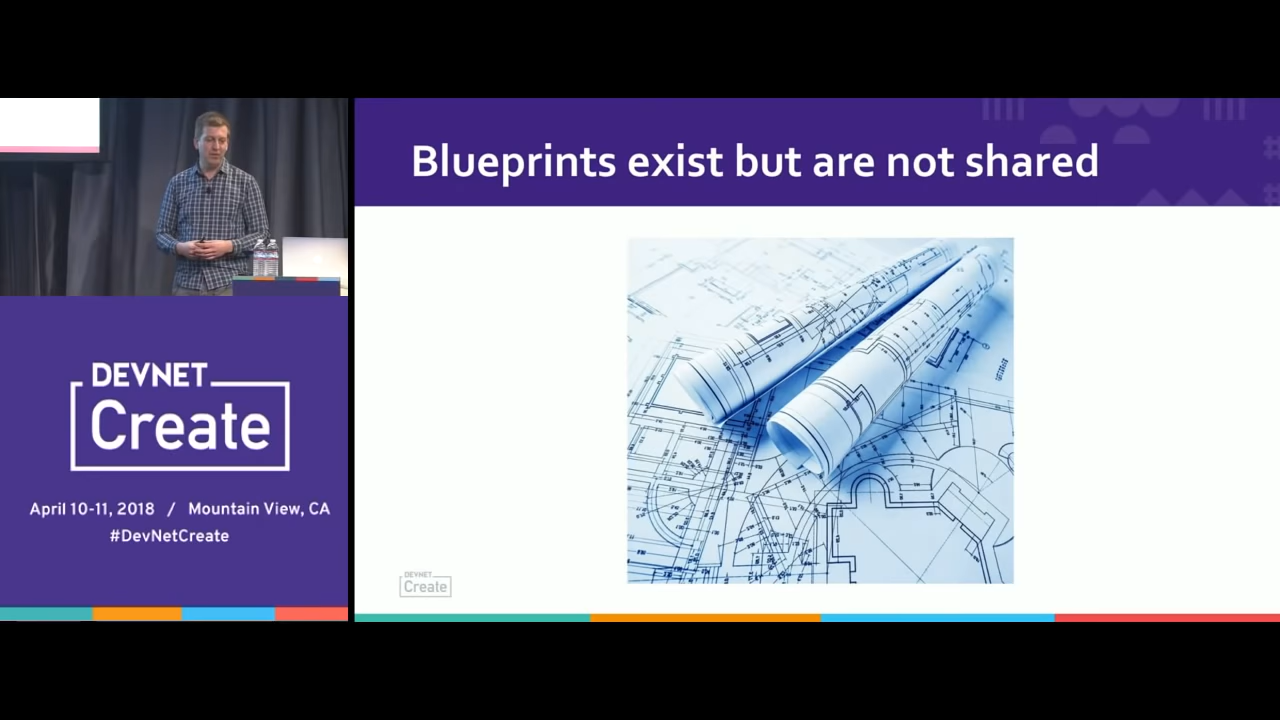 Blueprints exist but are not shared
DEVNET
Create
April 10-11, 2018 / Mountain View, CA
#DevNetCreate
DEVNET
Create